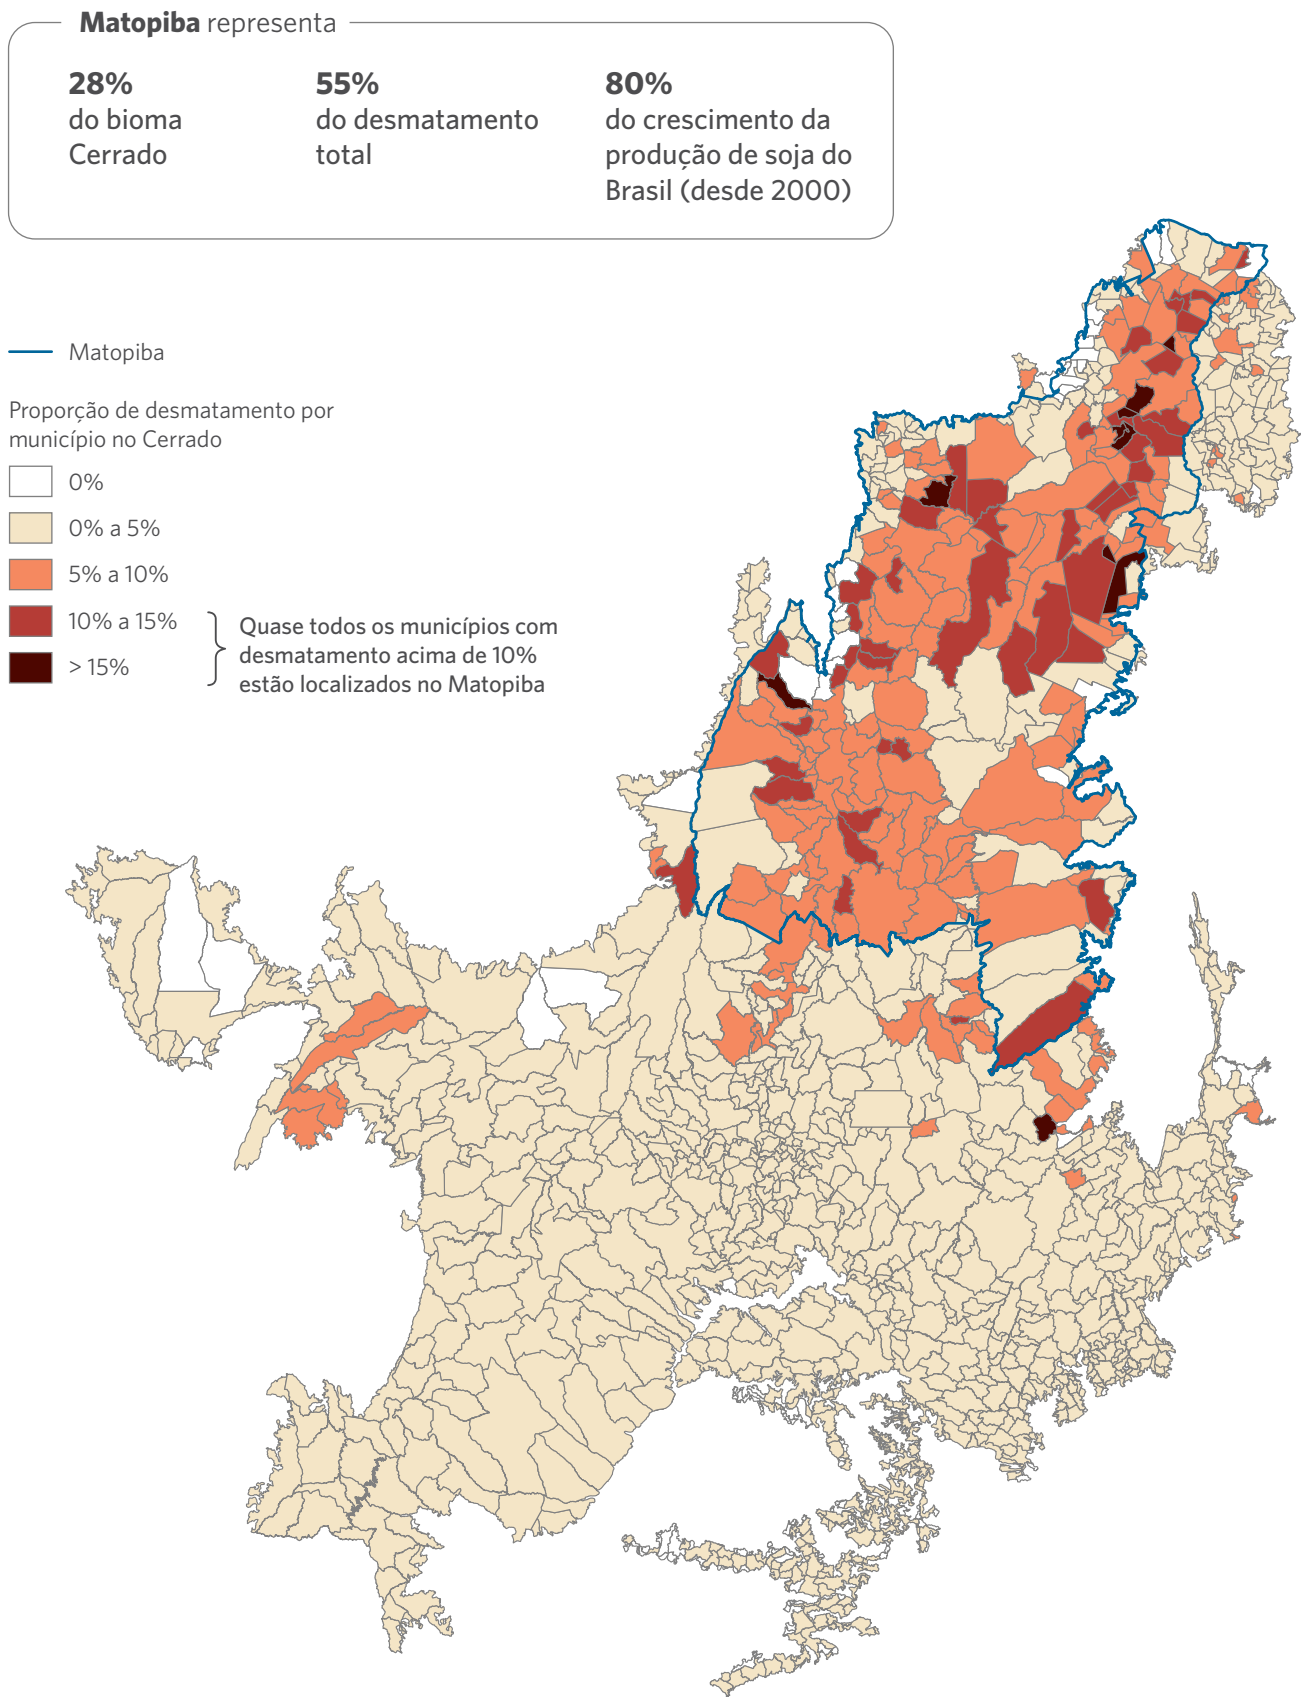 Matopiba representa
28%
do bioma
Cerrado
55%
do desmatamento
total
80%
do crescimento da
produção de soja do
Brasil (desde 2000)
Matopiba
Proporção de desmatamento por
município no Cerrado
0%
0% a 5%
5% a 10%
10% a 15%
> 15%
Quase todos os municípios com
desmatamento acima de 10%
estão localizados no Matopiba